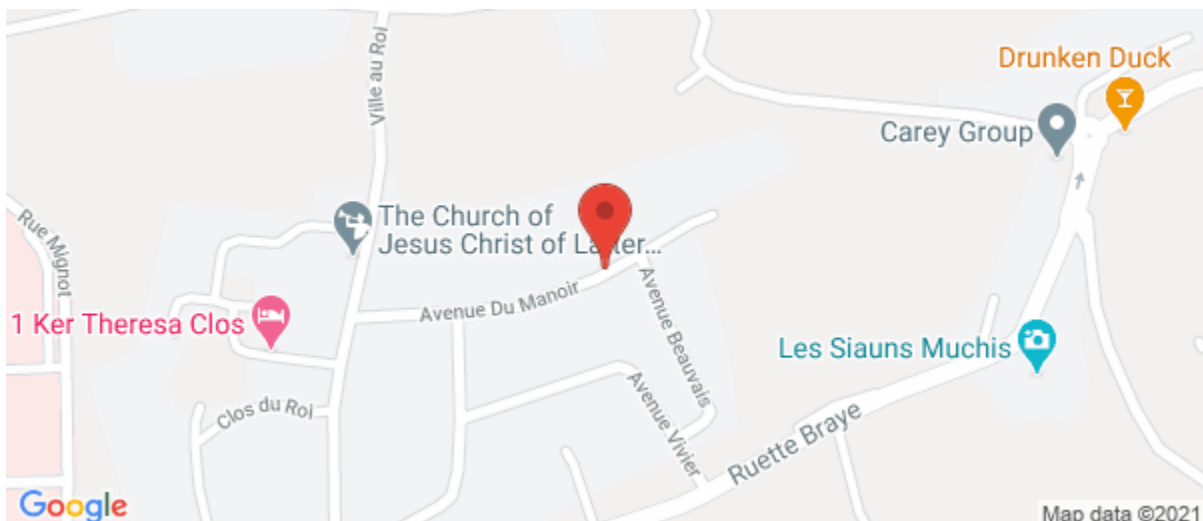 Ville au Roi
Drunken Duck
Carey Group
The Church of
Jesus Christ of Latter...
Rue Mignot
Avenue Du Manoir
Avenue Beauvais
1 Ker Theresa Clos
Les Siauns Muchis
Clos du Roi
Avenue Vivier
Ruette Braye
Google
Map data ©2021